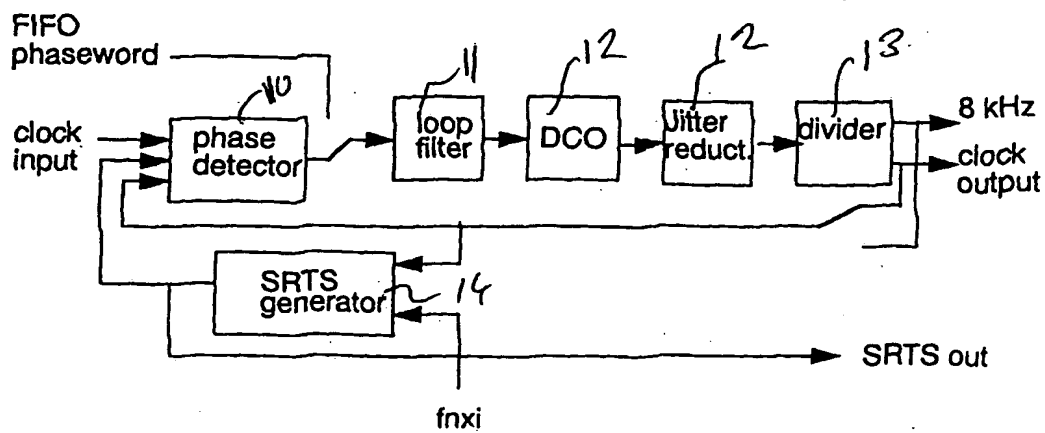 FIFO
phaseword
10
11
12
12
13
clock
input
phase
detector
loop
filter
DCO
Jitter
reduct.
divider
8 kHz
clock
output
SRTS
generator
14
SRTS out
fnxi